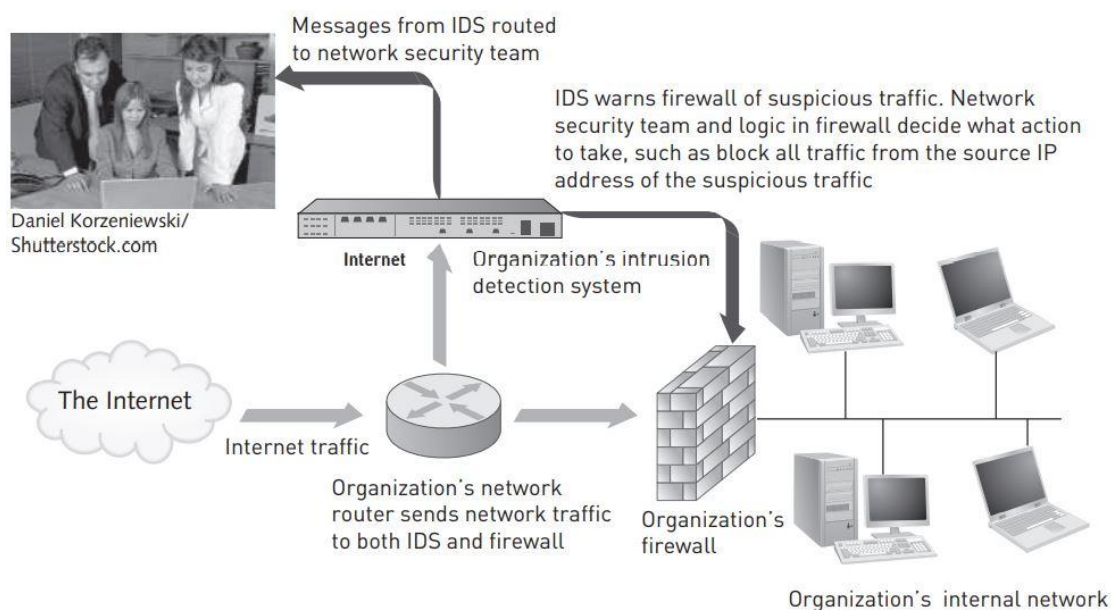 Messages from IDS routed
to network security team
IDS warns firewall of suspicious traffic. Network
security team and logic in firewall decide what action
to take, such as block all traffic from the source IP
address of the suspicious traffic
Daniel Korzeniewski/
Shutterstock.com
Internet
Organization's intrusion
detection system
The Internet
Internet traffic
Organization's network
router sends network traffic
to both IDS and firewall
Organization's
firewall
Organization's internal network